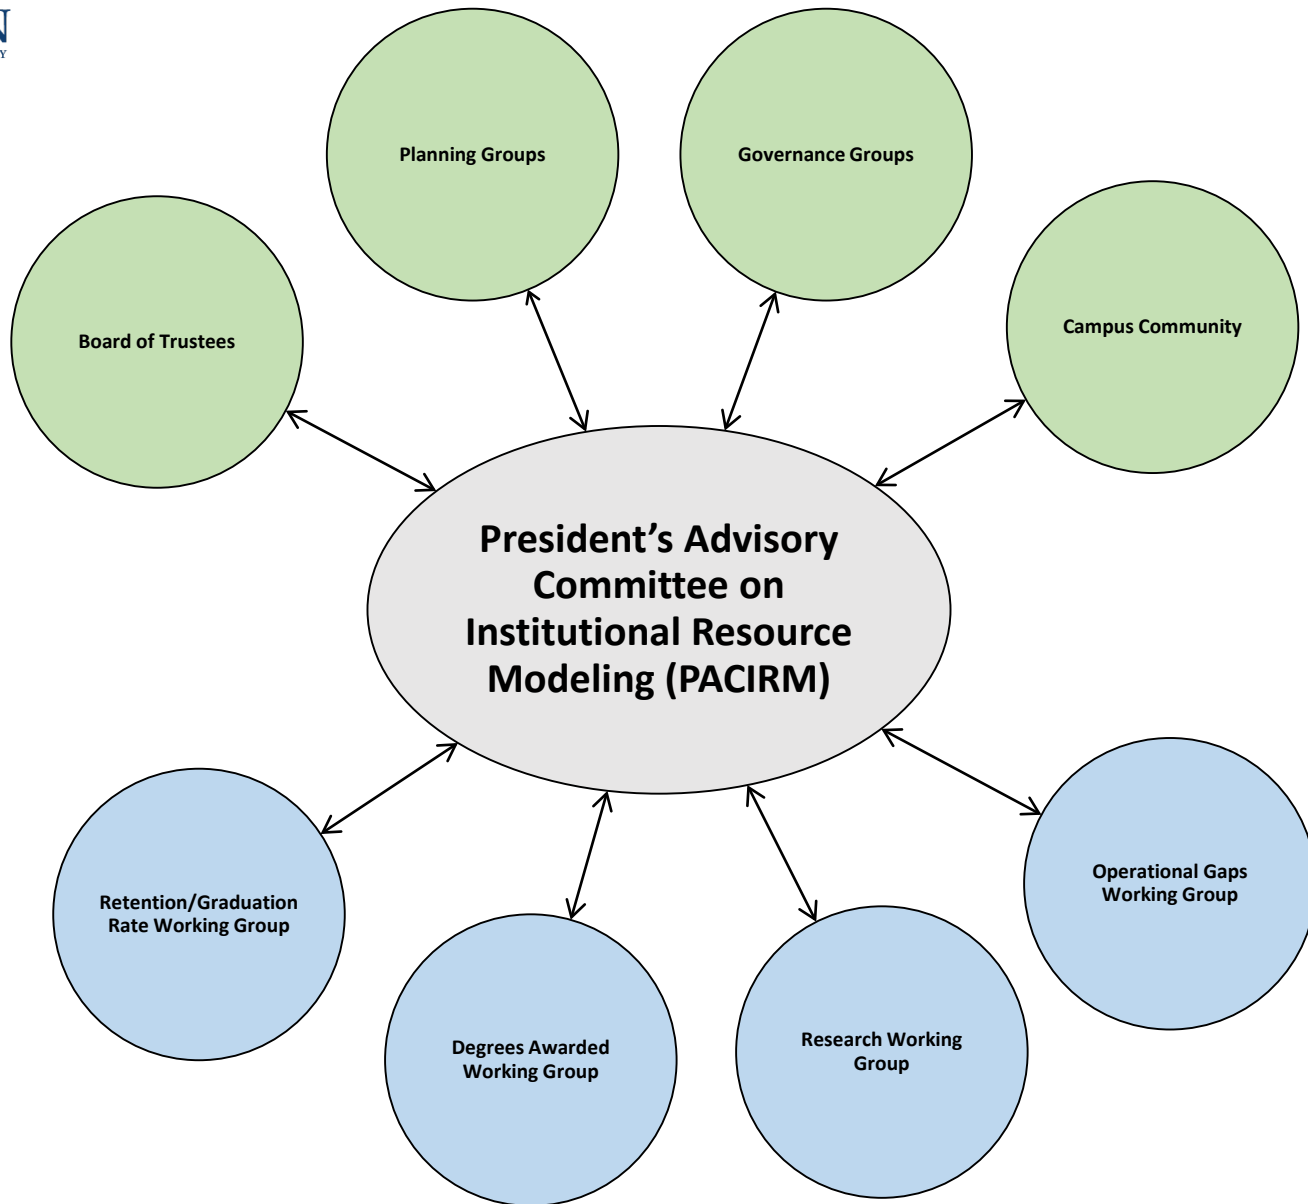 N
Y
Planning Groups
Governance Groups
Board of Trustees
Campus Community
President’s Advisory
Committee on
Institutional Resource
Modeling (PACIRM)
Retention/Graduation
Rate Working Group
Degrees Awarded
Working Group
Research Working
Group
Operational Gaps
Working Group